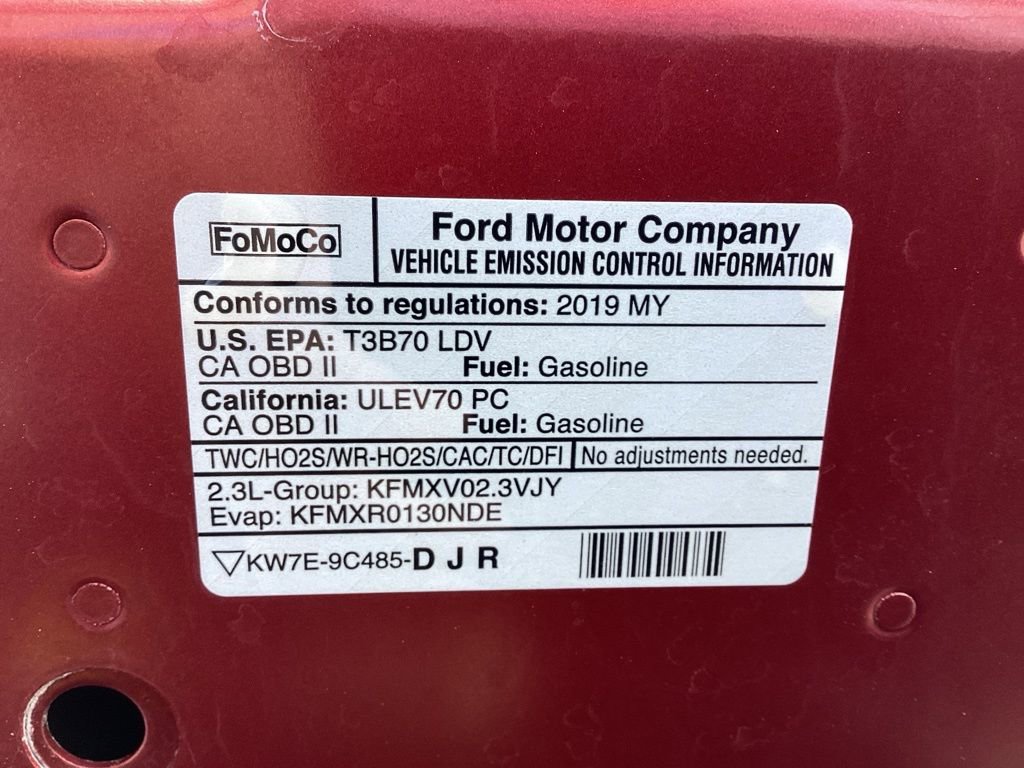 FoMoCo
Ford Motor Company
VEHICLE EMISSION CONTROL INFORMATION
Conforms to regulations: 2019 MY
U.S. EPA: T3B70 LDV
CA OBD II Fuel: Gasoline
California: ULEV70 PC
CA OBD II Fuel: Gasoline
TWC/HO2S/WR-HO2S/CAC/TC/DFI No adjustments needed.
2.3L-Group: KFMXV02.3VJY
Evap: KFMXR0130NDE
KW7E-9C485-D J R